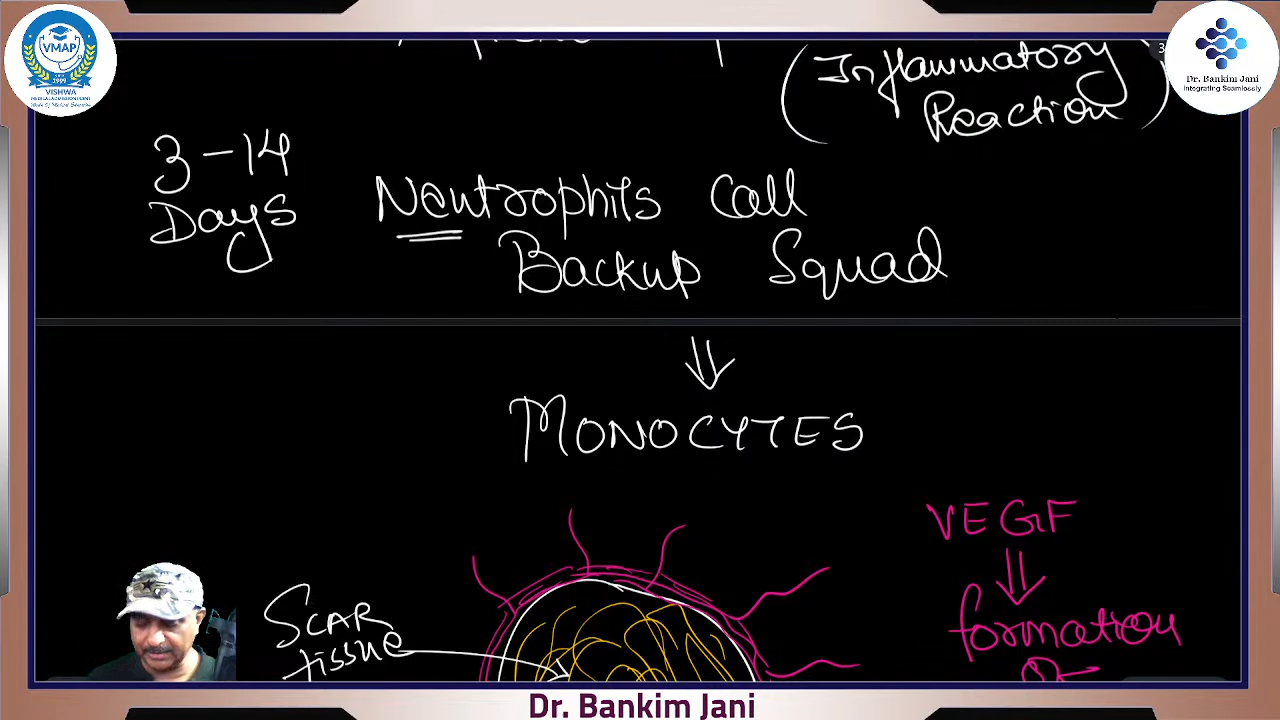 VMAP
VISHWA
Dr. Bankim Jani
Integrating Seamlessly
(Inflammatory
Reaction)
3-14
Days
Neutrophils Call
Backup Squad
MONOCYTES
VEGF
formation
SCAR
tissue
Dr. Bankim Jani